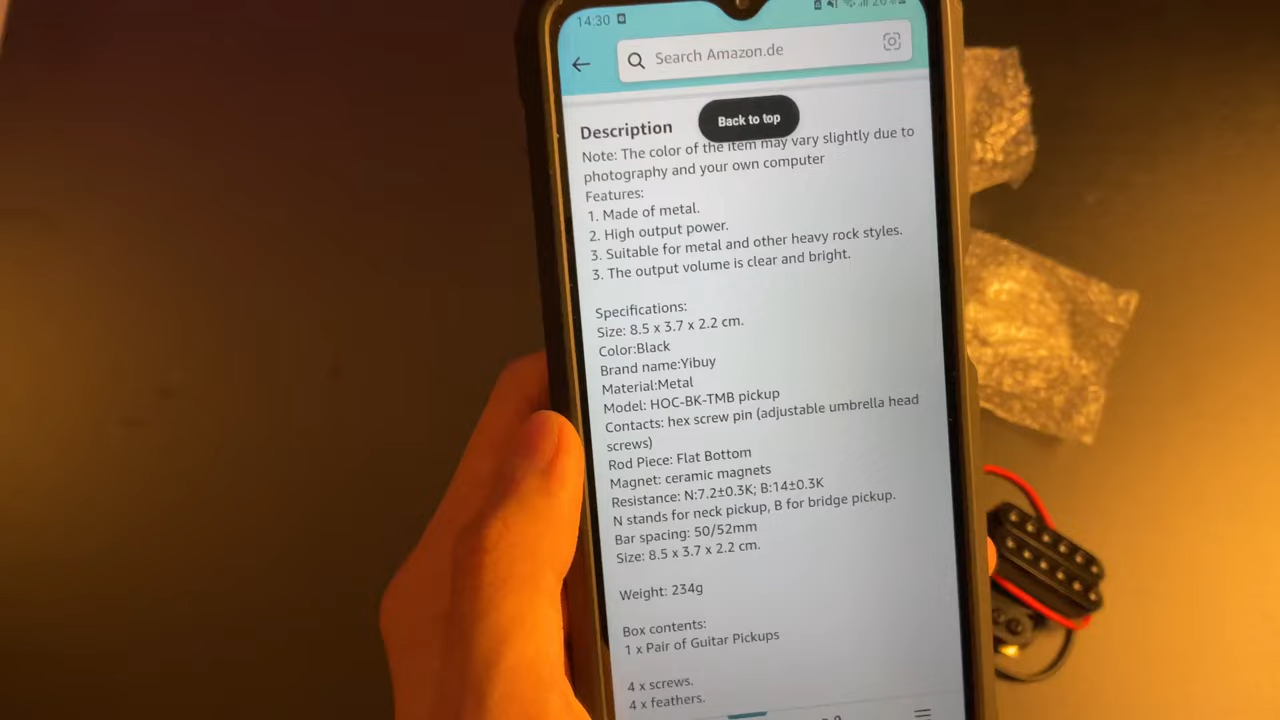 14:30
Search Amazon.de
Description
Back to top
Note: The color of the item may vary slightly due to
photography and your own computer
Features:
1. Made of metal.
2. High output power.
3. Suitable for metal and other heavy rock styles.
3. The output volume is clear and bright.
Specifications:
Size: 8.5 x 3.7 x 2.2 cm.
Color:Black
Brand name:Yibuy
Material:Metal
Model: HOC-BK-TMB pickup
Contacts: hex screw pin (adjustable umbrella head
screws)
Rod Piece: Flat Bottom
Magnet: ceramic magnets
Resistance: N:7.2±0.3K; B:14±0.3K
N stands for neck pickup, B for bridge pickup.
Bar spacing: 50/52mm
Size: 8.5 x 3.7 x 2.2 cm.
Weight: 234g
Box contents:
1 x Pair of Guitar Pickups
4 x screws.
4 x feathers.